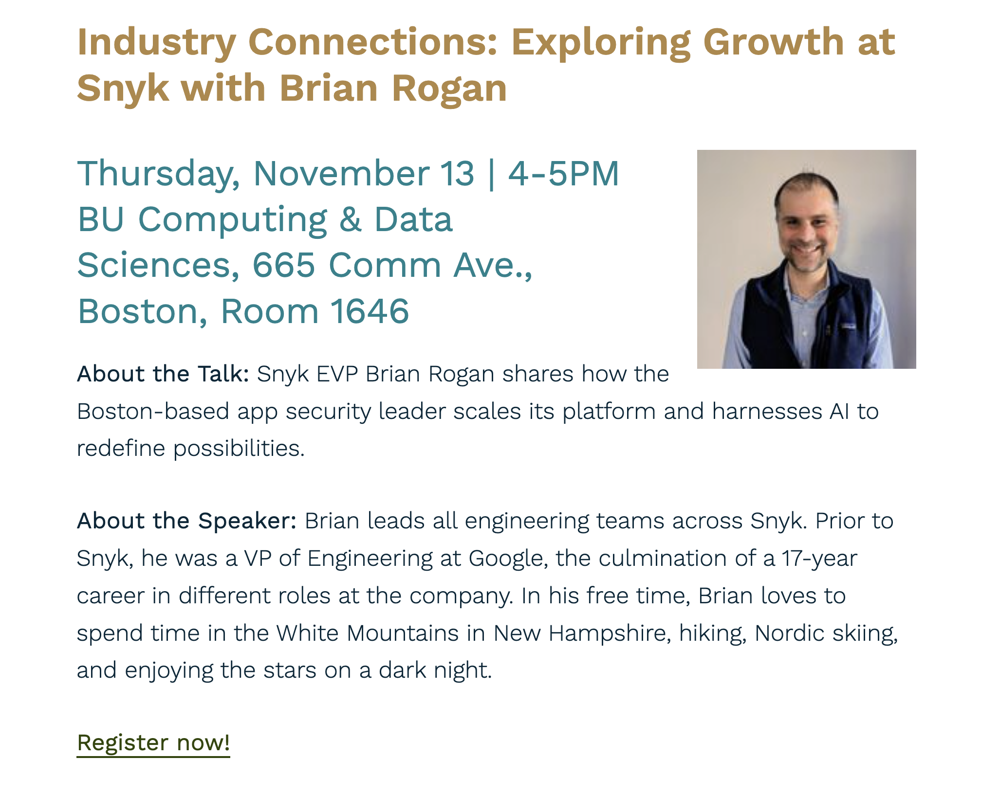 Industry Connections: Exploring Growth at
Snyk with Brian Rogan
Thursday, November 13 | 4-5PM
BU Computing & Data
Sciences, 665 Comm Ave.,
Boston, Room 1646
About the Talk: Snyk EVP Brian Rogan shares how the
Boston-based app security leader scales its platform and harnesses AI to
redefine possibilities.
About the Speaker: Brian leads all engineering teams across Snyk. Prior to
Snyk, he was a VP of Engineering at Google, the culmination of a 17-year
career in different roles at the company. In his free time, Brian loves to
spend time in the White Mountains in New Hampshire, hiking, Nordic skiing,
and enjoying the stars on a dark night.
Register now!